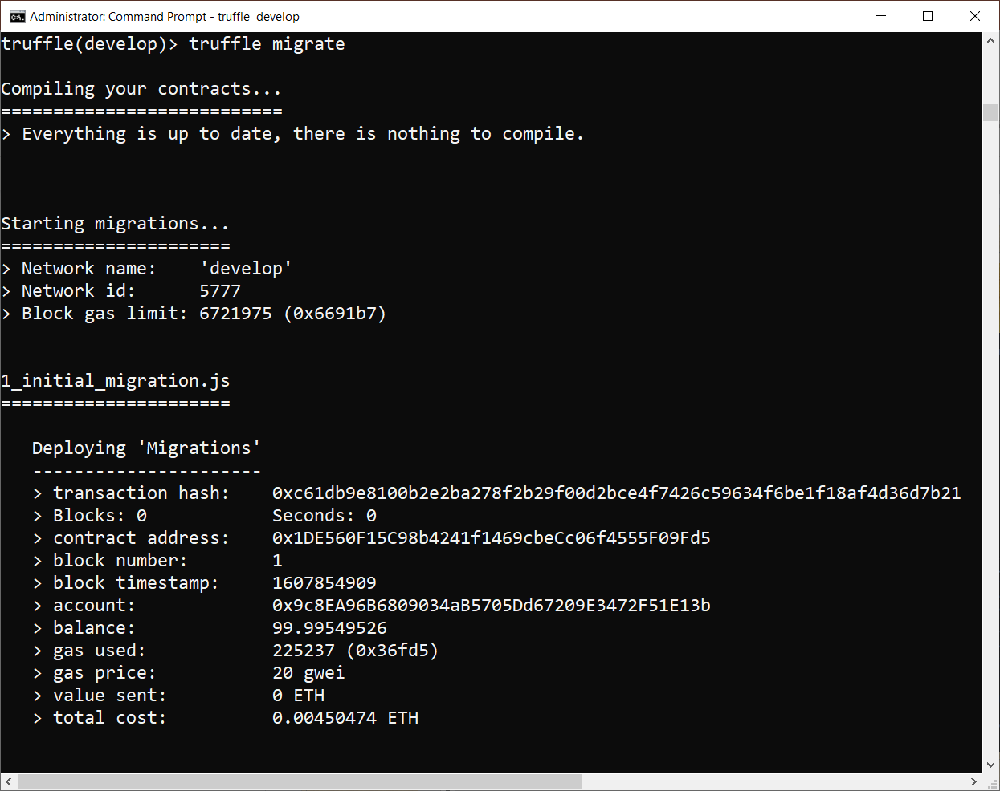 Administrator: Command Prompt - truffle  develop
truffle(develop)> truffle migrate
Compiling your contracts...
===========================
> Everything is up to date, there is nothing to compile.
Starting migrations...
======================
> Network name:    'develop'
> Network id:      5777
> Block gas limit: 6721975 (0x6691b7)
1_initial_migration.js
======================
Deploying 'Migrations'
----------------------
> transaction hash:    0xc61db9e8100b2e2ba278f2b29f00d2bce4f7426c59634f6be1f18af4d36d7b21
> Blocks: 0            Seconds: 0
> contract address:    0x1DE560F15C98b4241f1469cbeCc06f4555F09Fd5
> block number:        1
> block timestamp:     1607854909
> account:             0x9c8EA96B6809034aB5705Dd67209E3472F51E13b
> balance:             99.99549526
> gas used:            225237 (0x36fd5)
> gas price:           20 gwei
> value sent:          0 ETH
> total cost:          0.00450474 ETH